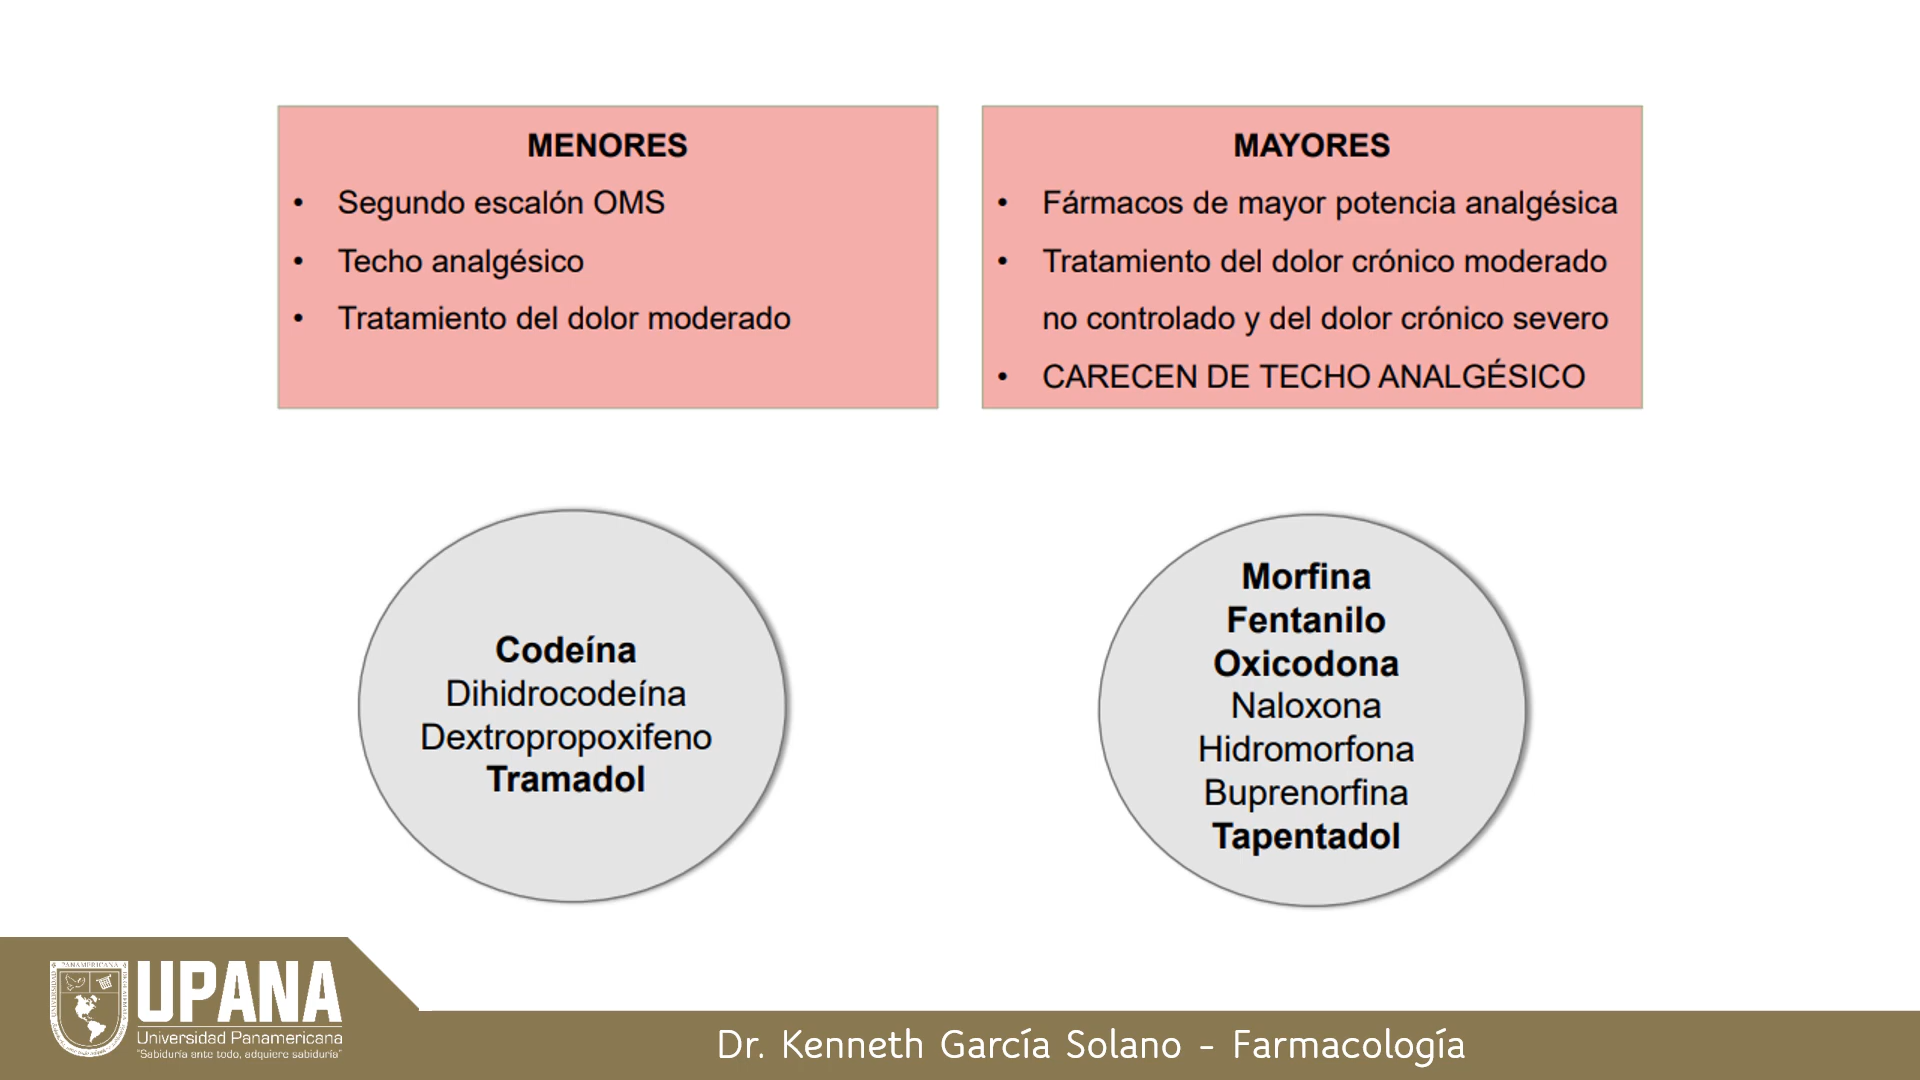 MENORES
• Segundo escalón OMS
• Techo analgésico
• Tratamiento del dolor moderado
MAYORES
• Fármacos de mayor potencia analgésica
• Tratamiento del dolor crónico moderado
no controlado y del dolor crónico severo
• CARECEN DE TECHO ANALGÉSICO
Codeína
Dihidrocodeína
Dextropropoxifeno
Tramadol
Morfina
Fentanilo
Oxicodona
Naloxona
Hidromorfona
Buprenorfina
Tapentadol
UPANA
Universidad Panamericana
"Sabiduría ante todo, adquiere sabiduría"
Dr. Kenneth García Solano - Farmacología